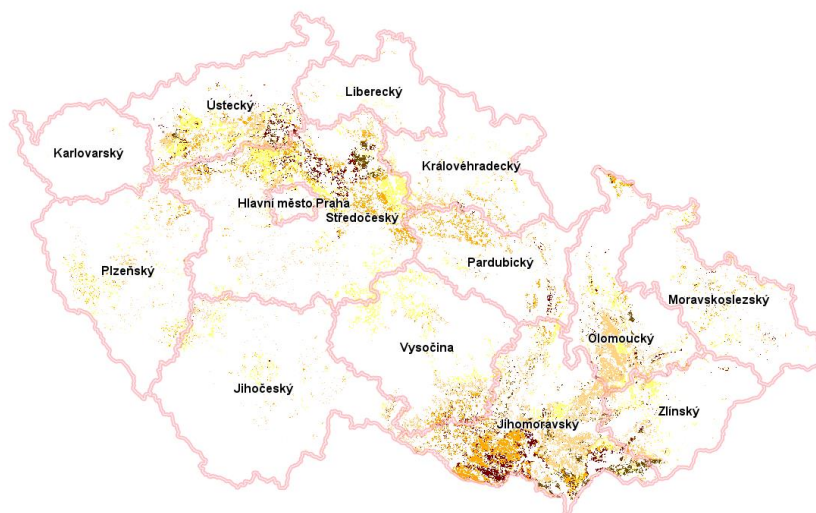 Liberecký
Ústecký
Karlovarský
Královéhradecký
Hlavní město Praha
Středočeský
Pardubický
Plzeňský
Moravskoslezský
Olomoucký
Vysočina
Jihočeský
Zlínský
Jihomoravský